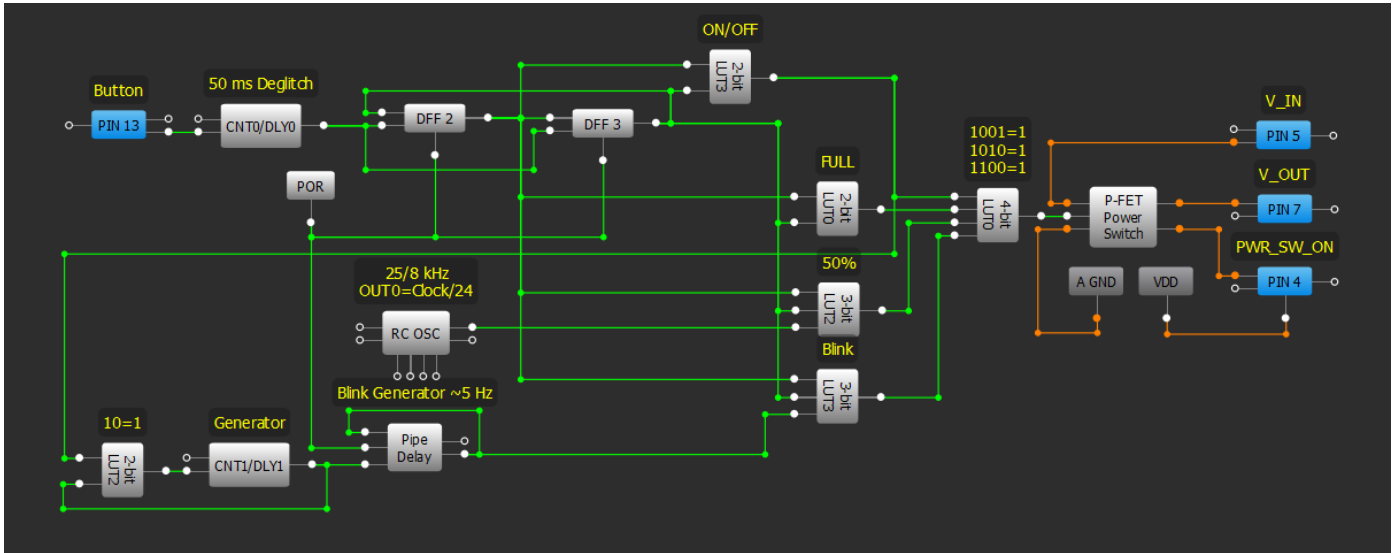 ON/OFF
2-bit
LUT3
Button
50 ms Deglitch
PIN 13
CNT0/DLY0
DFF 2
DFF 3
V_IN
PIN 5
1001=1
1010=1
1100=1
FULL
2-bit
LUT0
4-bit
LUT0
POR
P-FET
Power
Switch
V_OUT
PIN 7
PWR_SW_ON
PIN 4
A GND
VDD
25/8 kHz
OUT0=Clock/24
RC OSC
50%
3-bit
LUT2
Blink
3-bit
LUT3
Blink Generator ~5 Hz
Pipe
Delay
10=1
2-bit
LUT2
Generator
CNT1/DLY1